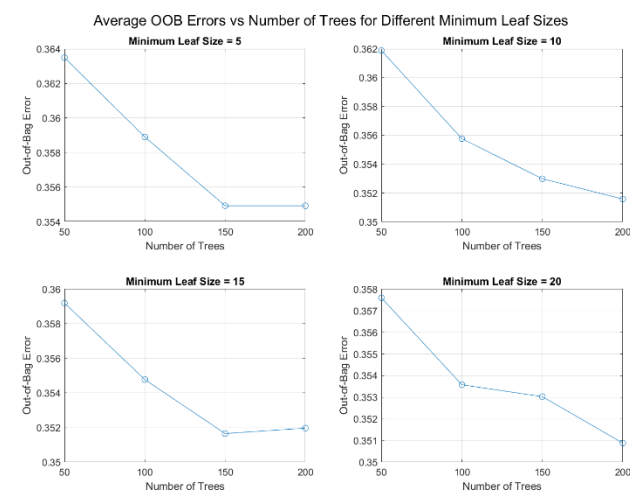 Average OOB Errors vs Number of Trees for Different Minimum Leaf Sizes
Minimum Leaf Size = 5
0.364
0.362
0.36
0.358
0.356
0.354
Out-of-Bag Error
50 100 150 200
Number of Trees
Minimum Leaf Size = 10
0.362
0.36
0.358
0.356
0.354
0.352
0.35
Out-of-Bag Error
50 100 150 200
Number of Trees
Minimum Leaf Size = 15
0.36
0.358
0.356
0.354
0.352
0.35
Out-of-Bag Error
50 100 150 200
Number of Trees
Minimum Leaf Size = 20
0.358
0.357
0.356
0.355
0.354
0.353
0.352
0.351
0.35
Out-of-Bag Error
50 100 150 200
Number of Trees